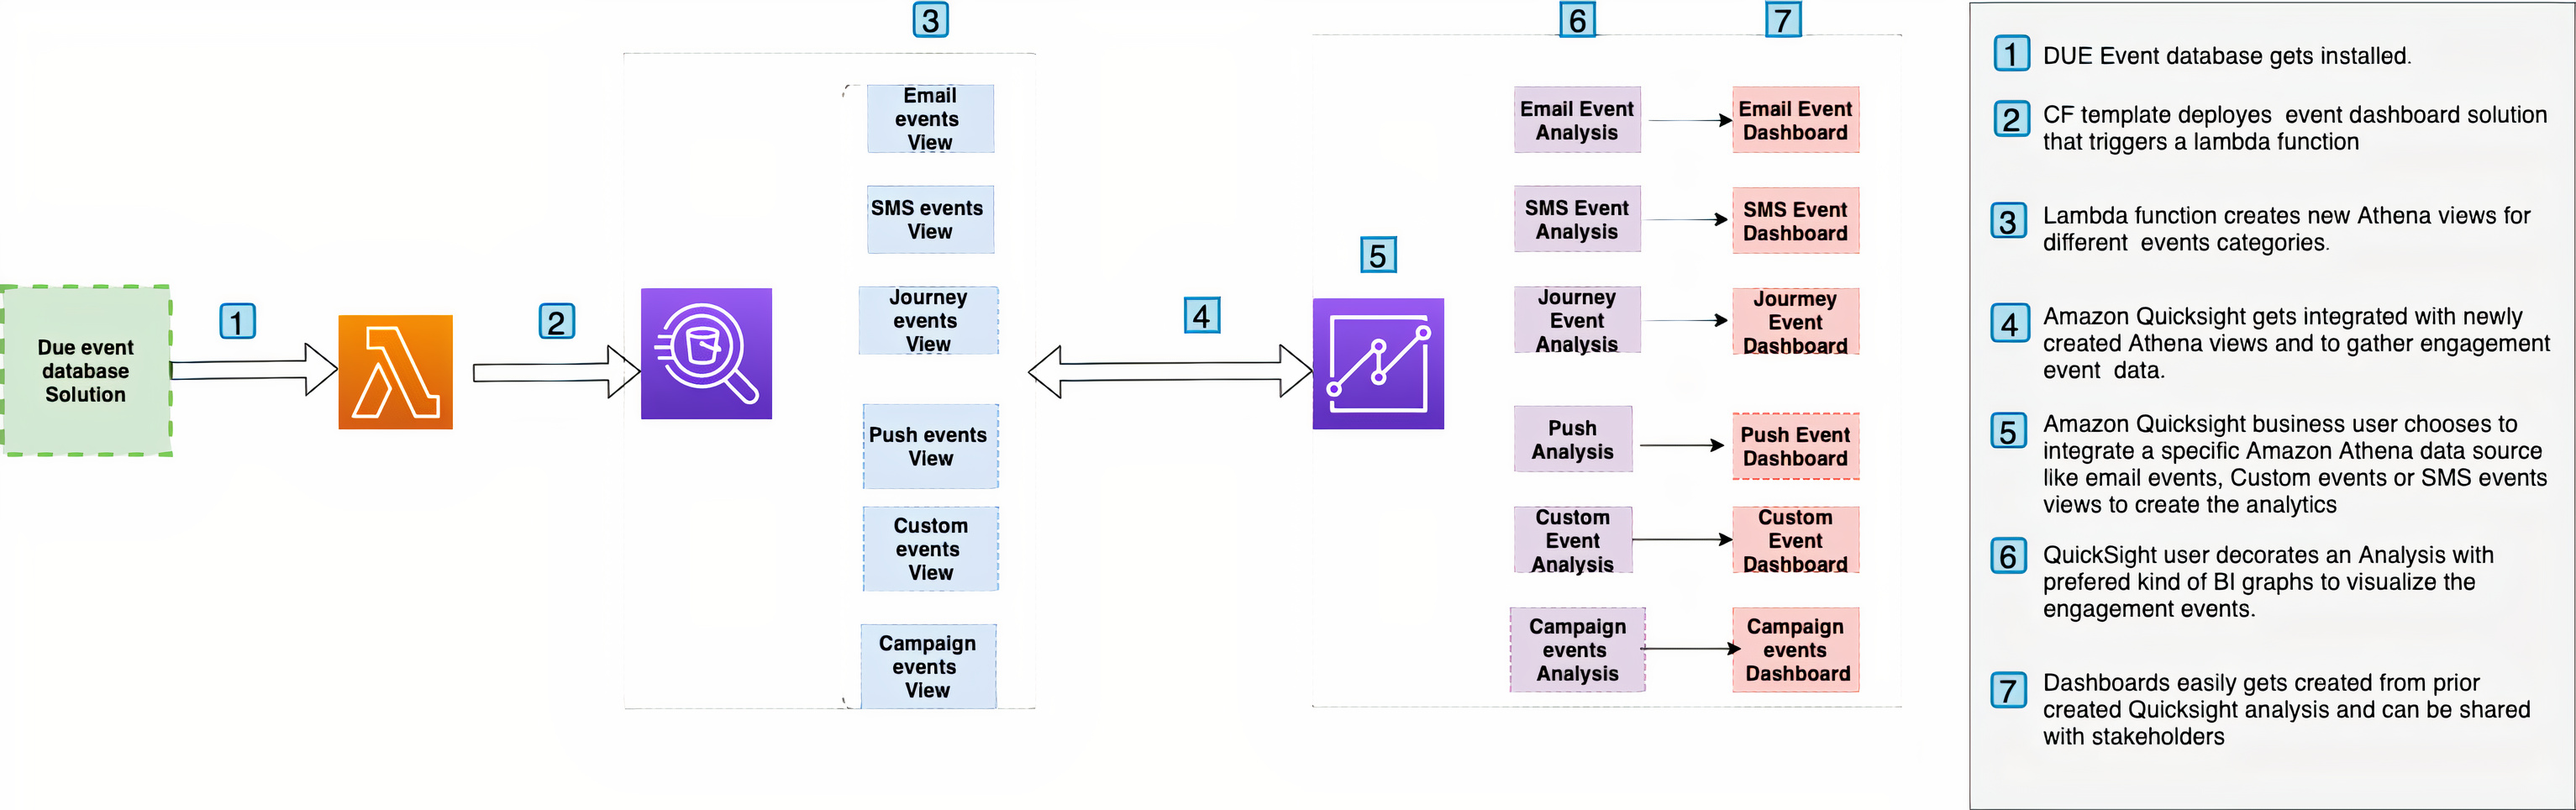 3
6
7
Email
events
View
SMS events
View
Journey
events
View
Push events
View
Custom
events
View
Campaign
events
View
Due event
database
Solution
1
2
4
5
Email Event
Analysis
Email Event
Dashboard
SMS Event
Analysis
SMS Event
Dashboard
Journey
Event
Analysis
Jourmey
Event
Dashboard
Push
Analysis
Push Event
Dashboard
Custom
Event
Analysis
Custom
Event
Dashboard
Campaign
events
Analysis
Campaign
events
Dashboard
1 DUE Event database gets installed.
2 CF template deployes  event dashboard solution
that triggers a lambda function
3 Lambda function creates new Athena views for
different  events categories.
4 Amazon Quicksight gets integrated with newly
created Athena views and to gather engagement
event  data.
5 Amazon Quicksight business user chooses to
integrate a specific Amazon Athena data source
like email events, Custom events or SMS events
views to create the analytics
6 QuickSight user decorates an Analysis with
prefered kind of BI graphs to visualize the
engagement events.
7 Dashboards easily gets created from prior
created Quicksight analysis and can be shared
with stakeholders